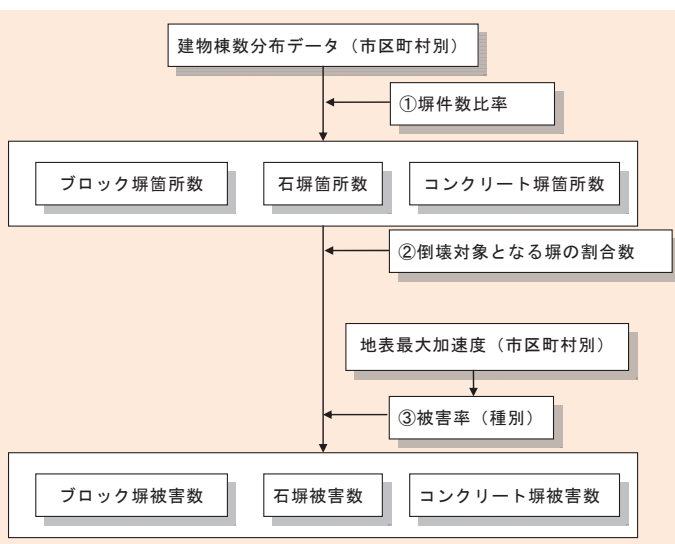 建物棟数分布データ（市区町村別）
①塀件数比率
ブロック塀箇所数
石塀箇所数
コンクリート塀箇所数
②倒壊対象となる塀の割合数
地表最大加速度（市区町村別）
③被害率（種別）
ブロック塀被害数
石塀被害数
コンクリート塀被害数